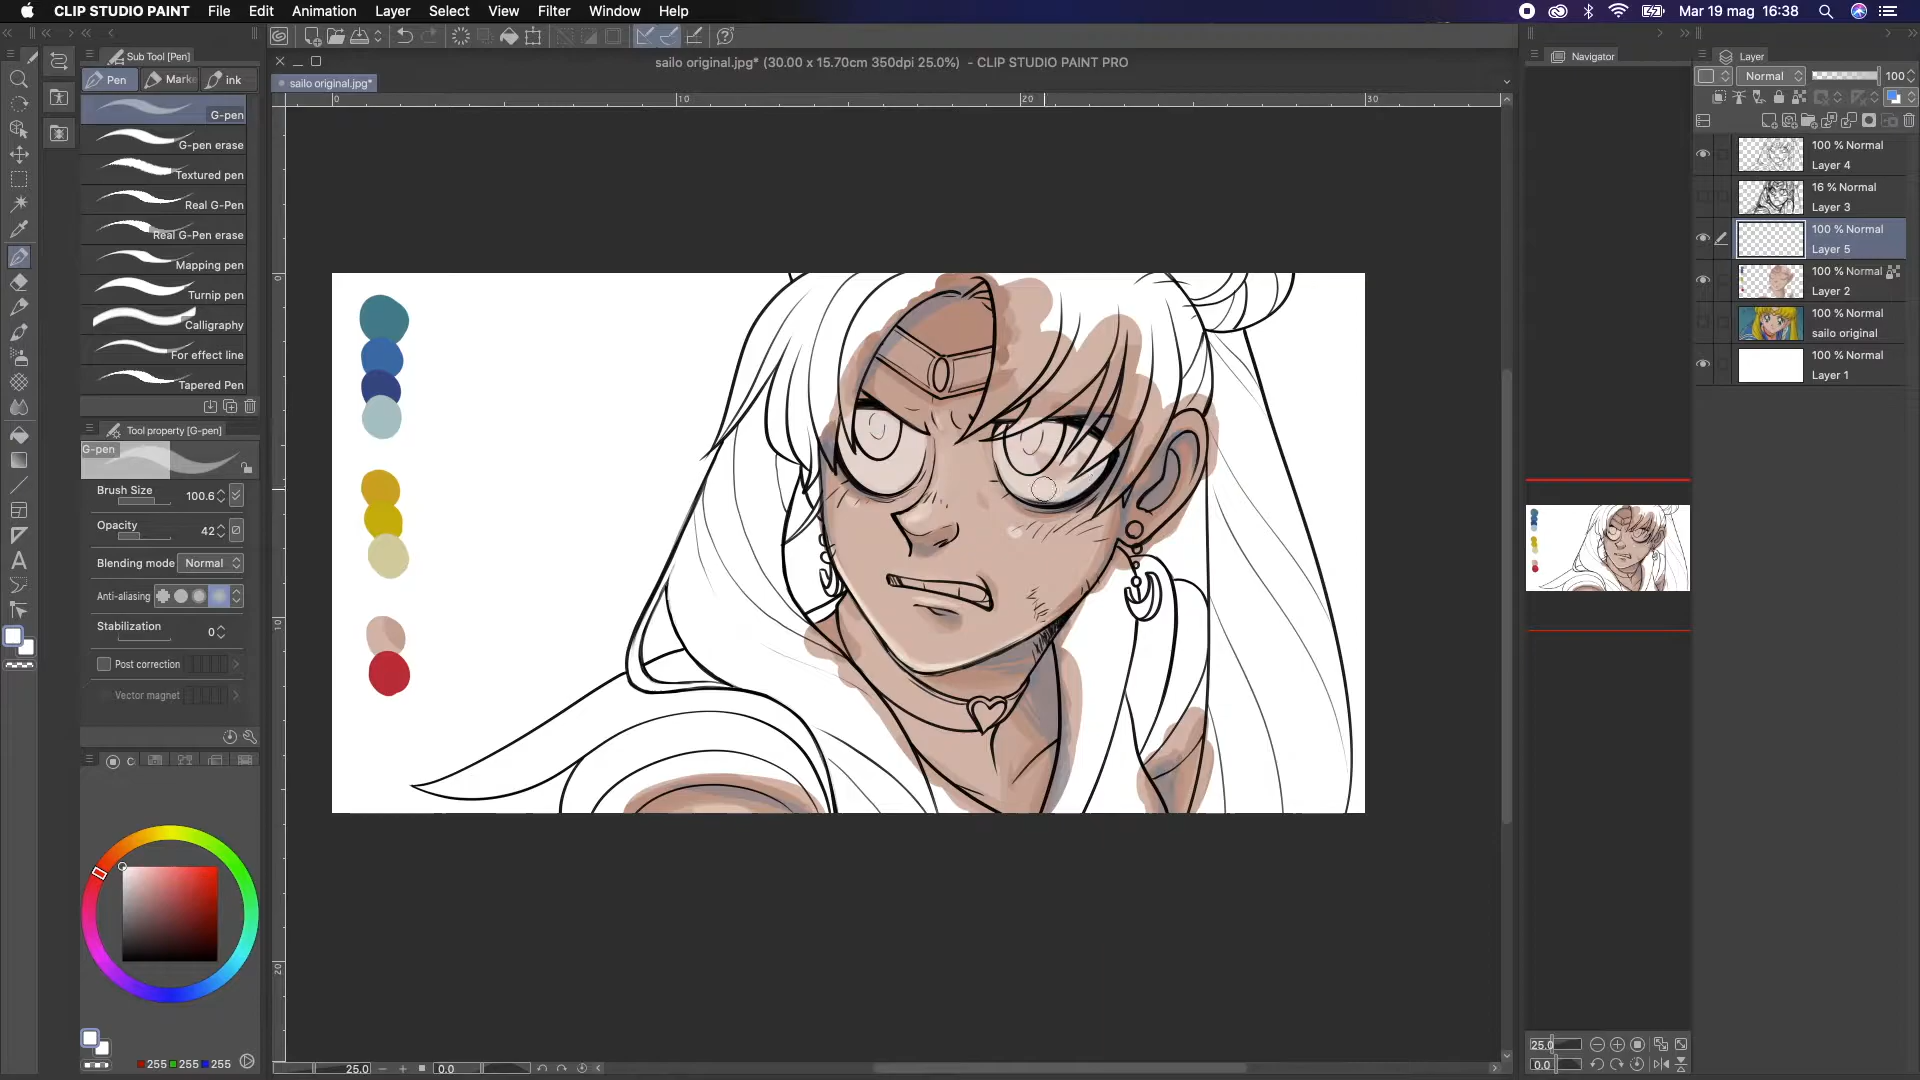 CLIP STUDIO PAINT File Edit Animation Layer Select View Filter Window Help Mar 19 mag 16:38
sailo original.jpg* (30.00 x 15.70cm 350dpi 25.0%) - CLIP STUDIO PAINT PRO
sailo original.jpg*
0 10 20 30
0
10
20
Sub Tool [Pen]
Pen Marke ink
G-pen
G-pen erase
Textured pen
Real G-Pen
Real G-Pen erase
Mapping pen
Turnip pen
Calligraphy
For effect line
Tapered Pen
Tool property [G-pen]
G-pen
Brush Size 100.6
Opacity 42
Blending mode Normal
Anti-aliasing
Stabilization 0
Post correction
Vector magnet
C
255 255 255
25.0 0.0
Navigator
25.0
0.0
Layer
Normal 100
100 % Normal
Layer 4
16 % Normal
Layer 3
100 % Normal
Layer 5
100 % Normal
Layer 2
100 % Normal
sailo original
100 % Normal
Layer 1